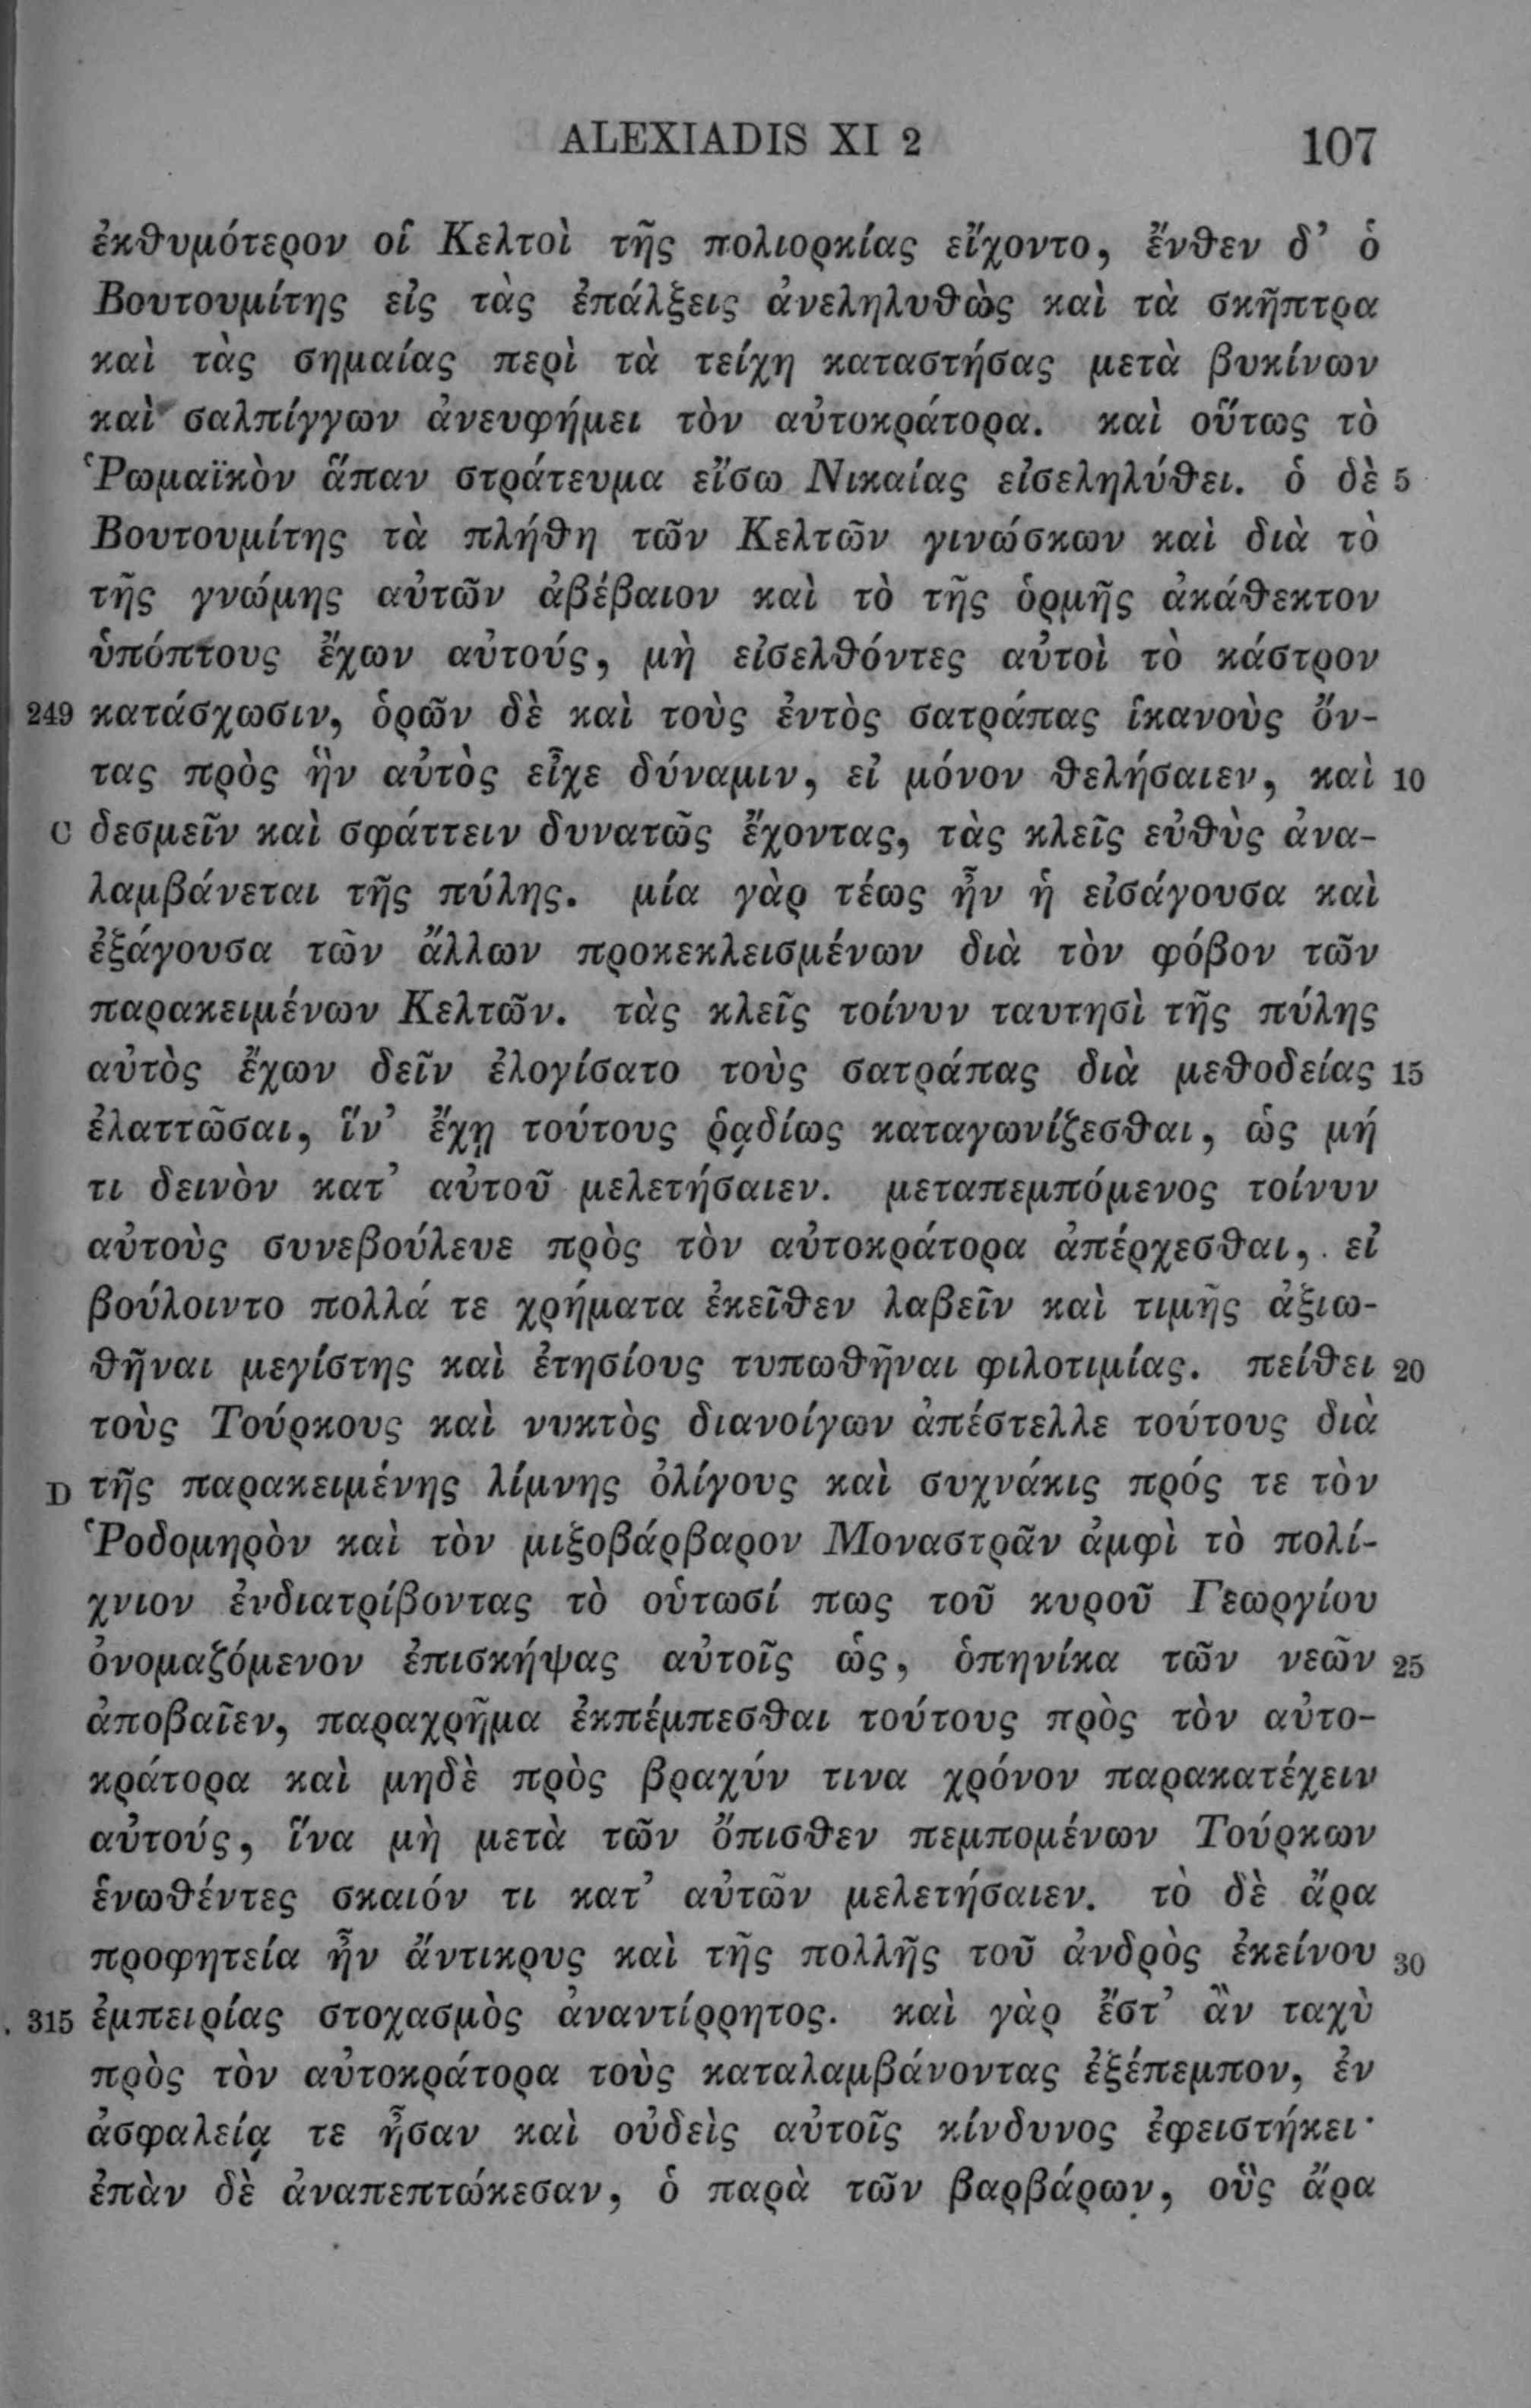 ALEXIADIS XI 2 107
ἐκθυμότερον οἱ Κελτοὶ τῆς πολιορκίας εἴχοντο, ἔνθεν δ’ ὁ
Βουτουμίτης εἰς τὰς ἐπάλξεις ἀνεληλυθὼς καὶ τὰ σκῆπτρα
καὶ τὰς σημαίας περὶ τὰ τείχη καταστήσας μετὰ βυκίνων
καὶ σαλπίγγων ἀνευφήμει τὸν αὐτοκράτορα. καὶ οὕτως τὸ
Ῥωμαϊκὸν ἅπαν στράτευμα εἴσω Νικαίας εἰσεληλύθει. ὁ δὲ 5
Βουτουμίτης τὰ πλήθη τῶν Κελτῶν γινώσκων καὶ διὰ τὸ
τῆς γνώμης αὐτῶν ἀβέβαιον καὶ τὸ τῆς ὁρμῆς ἀκάθεκτον
ὑπόπτους ἔχων αὐτούς, μὴ εἰσελθόντες αὐτοὶ τὸ κάστρον
249 κατάσχωσιν, ὁρῶν δὲ καὶ τοὺς ἐντὸς σατράπας ἱκανοὺς ὄν-
τας πρὸς ἣν αὐτὸς εἶχε δύναμιν, εἰ μόνον θελήσαιεν, καὶ 10
C δεσμεῖν καὶ σφάττειν δυνατῶς ἔχοντας, τὰς κλεῖς εὐθὺς ἀνα-
λαμβάνεται τῆς πύλης. μία γὰρ τέως ἦν ἡ εἰσάγουσα καὶ
ἐξάγουσα τῶν ἄλλων προκεκλεισμένων διὰ τὸν φόβον τῶν
παρακειμένων Κελτῶν. τὰς κλεῖς τοίνυν ταυτησὶ τῆς πύλης
αὐτὸς ἔχων δεῖν ἐλογίσατο τοὺς σατράπας διὰ μεθοδείας 15
ἐλαττῶσαι, ἵν’ ἔχῃ τούτους ῥᾳδίως καταγωνίζεσθαι, ὡς μή
τι δεινὸν κατ’ αὐτοῦ μελετήσαιεν. μεταπεμπόμενος τοίνυν
αὐτοὺς συνεβούλευε πρὸς τὸν αὐτοκράτορα ἀπέρχεσθαι, εἰ
βούλοιντο πολλά τε χρήματα ἐκεῖθεν λαβεῖν καὶ τιμῆς ἀξιω-
θῆναι μεγίστης καὶ ἐτησίους τυπωθῆναι φιλοτιμίας. πείθει 20
τοὺς Τούρκους καὶ νυκτὸς διανοίγων ἀπέστελλε τούτους διὰ
D τῆς παρακειμένης λίμνης ὀλίγους καὶ συχνάκις πρός τε τὸν
Ῥοδομηρὸν καὶ τὸν μιξοβάρβαρον Μοναστρᾶν ἀμφὶ τὸ πολί-
χνιον ἐνδιατρίβοντας τὸ οὑτωσί πως τοῦ κυροῦ Γεωργίου
ὀνομαζόμενον ἐπισκήψας αὐτοῖς ὡς, ὁπηνίκα τῶν νεῶν 25
ἀποβαῖεν, παραχρῆμα ἐκπέμπεσθαι τούτους πρὸς τὸν αὐτο-
κράτορα καὶ μηδὲ πρὸς βραχύν τινα χρόνον παρακατέχειν
αὐτούς, ἵνα μὴ μετὰ τῶν ὄπισθεν πεμπομένων Τούρκων
ἑνωθέντες σκαιόν τι κατ’ αὐτῶν μελετήσαιεν. τὸ δὲ ἄρα
προφητεία ἦν ἄντικρυς καὶ τῆς πολλῆς τοῦ ἀνδρὸς ἐκείνου 30
315 ἐμπειρίας στοχασμὸς ἀναντίρρητος. καὶ γὰρ ἔστ’ ἂν ταχὺ
πρὸς τὸν αὐτοκράτορα τοὺς καταλαμβάνοντας ἐξέπεμπον, ἐν
ἀσφαλείᾳ τε ἦσαν καὶ οὐδεὶς αὐτοῖς κίνδυνος ἐφειστήκει·
ἐπὰν δὲ ἀναπεπτώκεσαν, ὁ παρὰ τῶν βαρβάρων, οὓς ἄρα